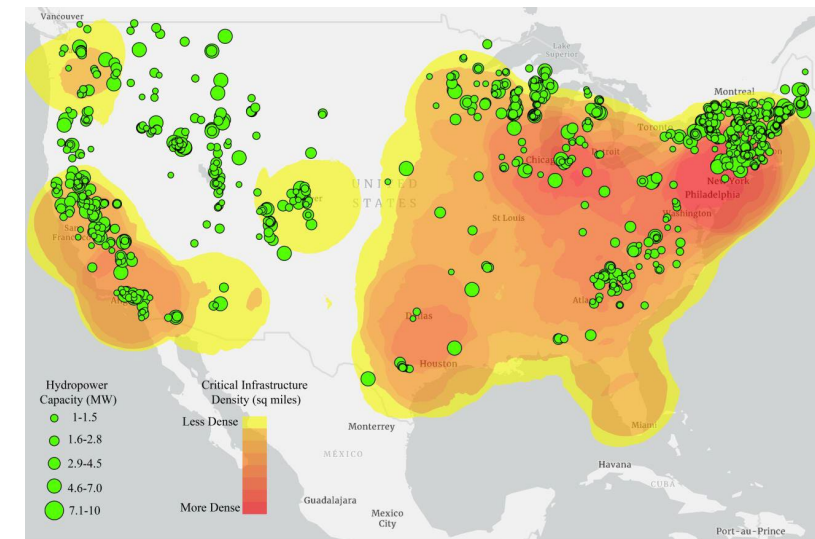 Vancouver
Lake
Superior
Montreal
Toronto
Detroit
Chicago
New York
Philadelphia
Washington
UNITED
STATES
St Louis
San
Atlanta
Dallas
Houston
Miami
Monterrey
MÉXICO
Havana
CUBA
Guadalajara
Mexico
City
Port-au-Prince
Hydropower
Capacity (MW)
1-1.5
1.6-2.8
2.9-4.5
4.6-7.0
7.1-10
Critical Infrastructure
Density (sq miles)
Less Dense
More Dense